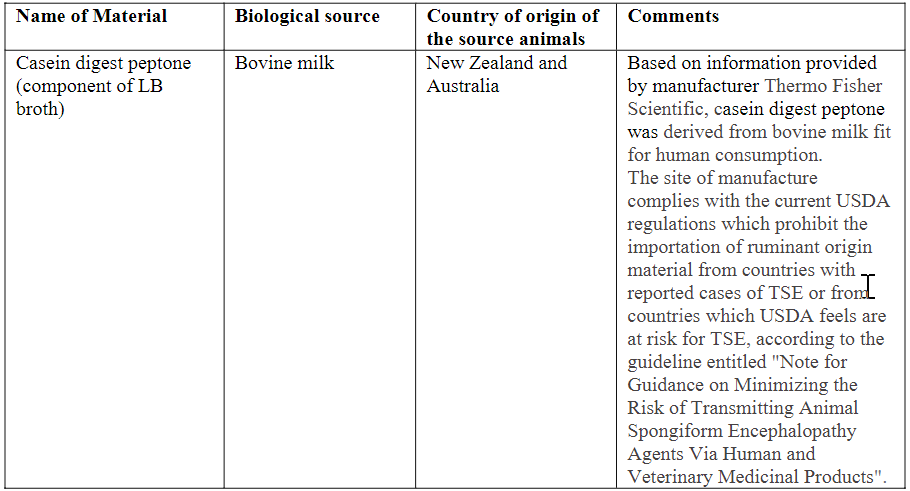 Name of Material
Biological source
Country of origin of
the source animals
Comments
Casein digest peptone
(component of LB
broth)
Bovine milk
New Zealand and
Australia
Based on information provided
by manufacturer Thermo Fisher
Scientific, casein digest peptone
was derived from bovine milk fit
for human consumption.
The site of manufacture
complies with the current USDA
regulations which prohibit the
importation of ruminant origin
material from countries with
reported cases of TSE or from
countries which USDA feels are
at risk for TSE, according to the
guideline entitled "Note for
Guidance on Minimizing the
Risk of Transmitting Animal
Spongiform Encephalopathy
Agents Via Human and
Veterinary Medicinal Products".